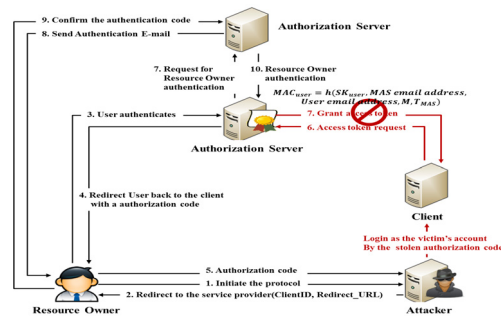 9. Confirm the authentication code
8. Send Authentication E-mail
Authorization Server
7. Request for
Resource Owner
authentication
10. Resource Owner
authentication
MAC_user = h(SK_user, MAS email address,
User email address, M, T_MAS)
3. User authenticates
7. Grant access token
6. Access token request
Authorization Server
4. Redirect User back to the client
with a authorization code
Client
Login as the victim's account
By the stolen authorization code
5. Authorization code
1. Initiate the protocol
2. Redirect to the service provider(ClientID, Redirect_URL)
Resource Owner
Attacker